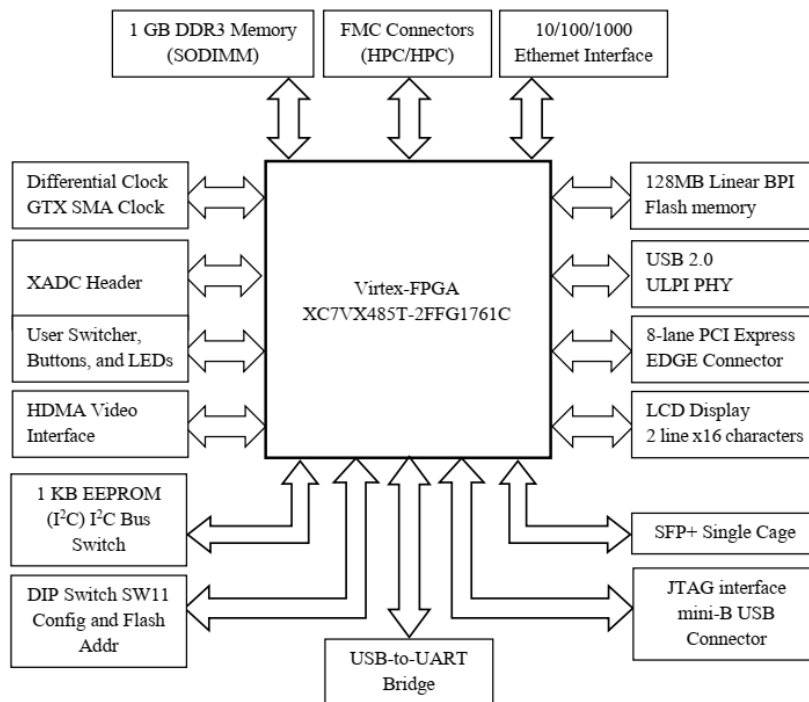 1 GB DDR3 Memory
(SODIMM)
FMC Connectors
(HPC/HPC)
10/100/1000
Ethernet Interface
Differential Clock
GTX SMA Clock
XADC Header
User Switcher,
Buttons, and LEDs
HDMA Video
Interface
1 KB EEPROM
(I²C) I²C Bus
Switch
DIP Switch SW11
Config and Flash
Addr
Virtex-FPGA
XC7VX485T-2FFG1761C
128MB Linear BPI
Flash memory
USB 2.0
ULPI PHY
8-lane PCI Express
EDGE Connector
LCD Display
2 line x16 characters
SFP+ Single Cage
JTAG interface
mini-B USB
Connector
USB-to-UART
Bridge